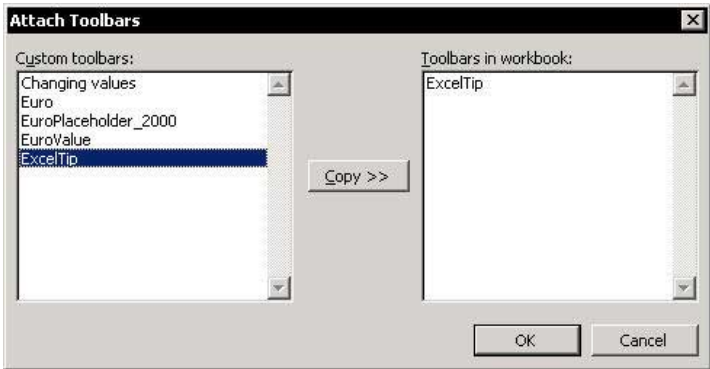 Attach Toolbars
Custom toolbars:
Toolbars in workbook:
Changing values
Euro
EuroPlaceholder_2000
EuroValue
ExcelTip
ExcelTip
Copy >>
OK
Cancel